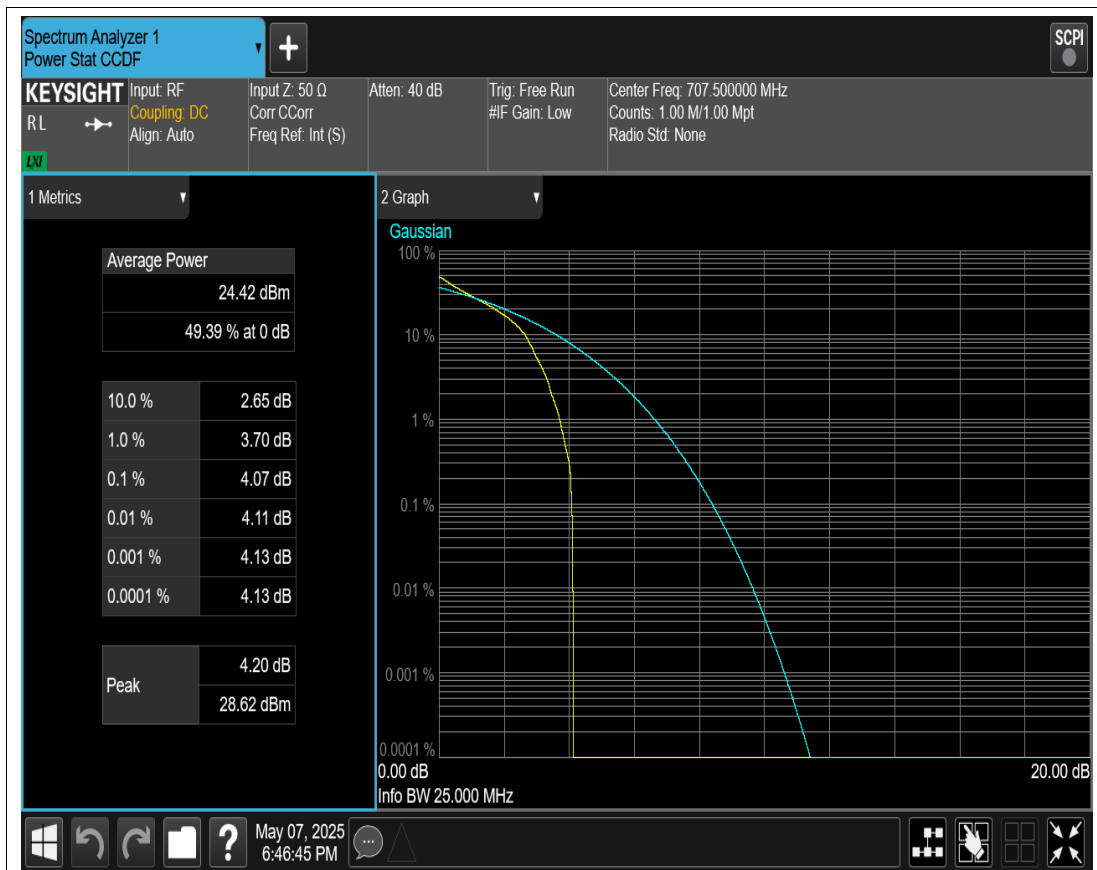 Spectrum Analyzer 1
Power Stat CCDF
+
SCPI
KEYSIGHT
RL
LXI
Input: RF
Coupling: DC
Align: Auto
Input Z: 50 Ω
Corr CCorr
Freq Ref: Int (S)
Atten: 40 dB
Trig: Free Run
#IF Gain: Low
Center Freq: 707.500000 MHz
Counts: 1.00 M/1.00 Mpt
Radio Std: None
1 Metrics
Average Power
24.42 dBm
49.39 % at 0 dB
10.0 % 2.65 dB
1.0 % 3.70 dB
0.1 % 4.07 dB
0.01 % 4.11 dB
0.001 % 4.13 dB
0.0001 % 4.13 dB
Peak
4.20 dB
28.62 dBm
2 Graph
Gaussian
100 %
10 %
1 %
0.1 %
0.01 %
0.001 %
0.0001 %
0.00 dB 20.00 dB
Info BW 25.000 MHz
?
May 07, 2025
6:46:45 PM